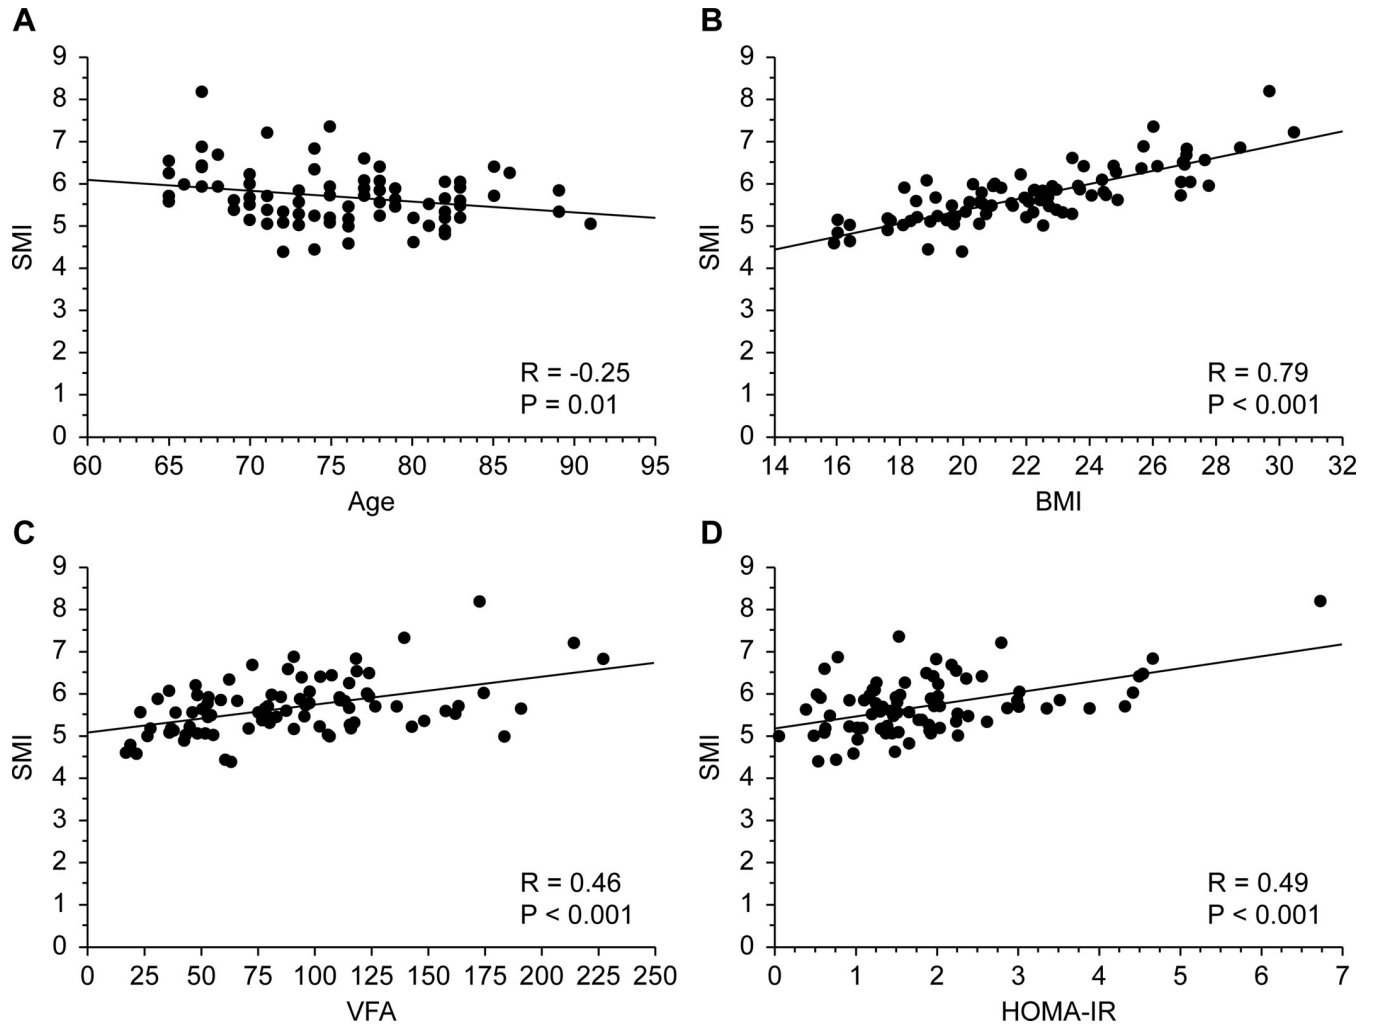 A
SMI
9
8
7
6
5
4
3
2
1
0
R = -0.25
P = 0.01
60 65 70 75 80 85 90 95
Age
B
SMI
9
8
7
6
5
4
3
2
1
0
R = 0.79
P < 0.001
14 16 18 20 22 24 26 28 30 32
BMI
C
SMI
9
8
7
6
5
4
3
2
1
0
R = 0.46
P < 0.001
0 25 50 75 100 125 150 175 200 225 250
VFA
D
SMI
9
8
7
6
5
4
3
2
1
0
R = 0.49
P < 0.001
0 1 2 3 4 5 6 7
HOMA-IR